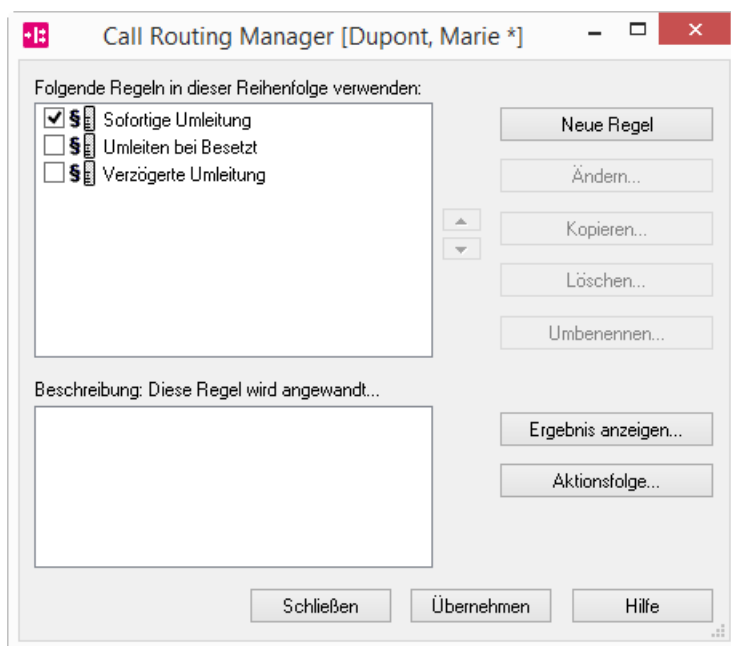 Call Routing Manager [Dupont, Marie *]
Folgende Regeln in dieser Reihenfolge verwenden:
§ Sofortige Umleitung
§ Umleiten bei Besetzt
§ Verzögerte Umleitung
Neue Regel
Ändern...
Kopieren...
Löschen...
Umbenennen...
Beschreibung: Diese Regel wird angewandt...
Ergebnis anzeigen...
Aktionsfolge...
Schließen
Übernehmen
Hilfe